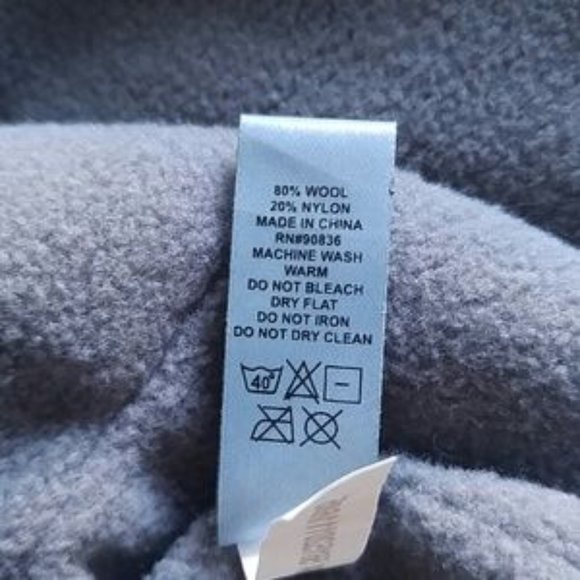 80% WOOL
20% NYLON
MADE IN CHINA
RN#90836
MACHINE WASH
WARM
DO NOT BLEACH
DRY FLAT
DO NOT IRON
DO NOT DRY CLEAN
40°